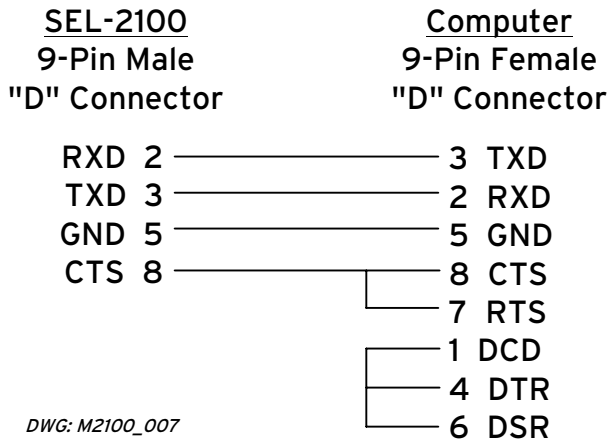 SEL-2100 Computer
9-Pin Male 9-Pin Female
"D" Connector "D" Connector
RXD 2 3 TXD
TXD 3 2 RXD
GND 5 5 GND
CTS 8 8 CTS
7 RTS
1 DCD
4 DTR
DWG: M2100_007 6 DSR